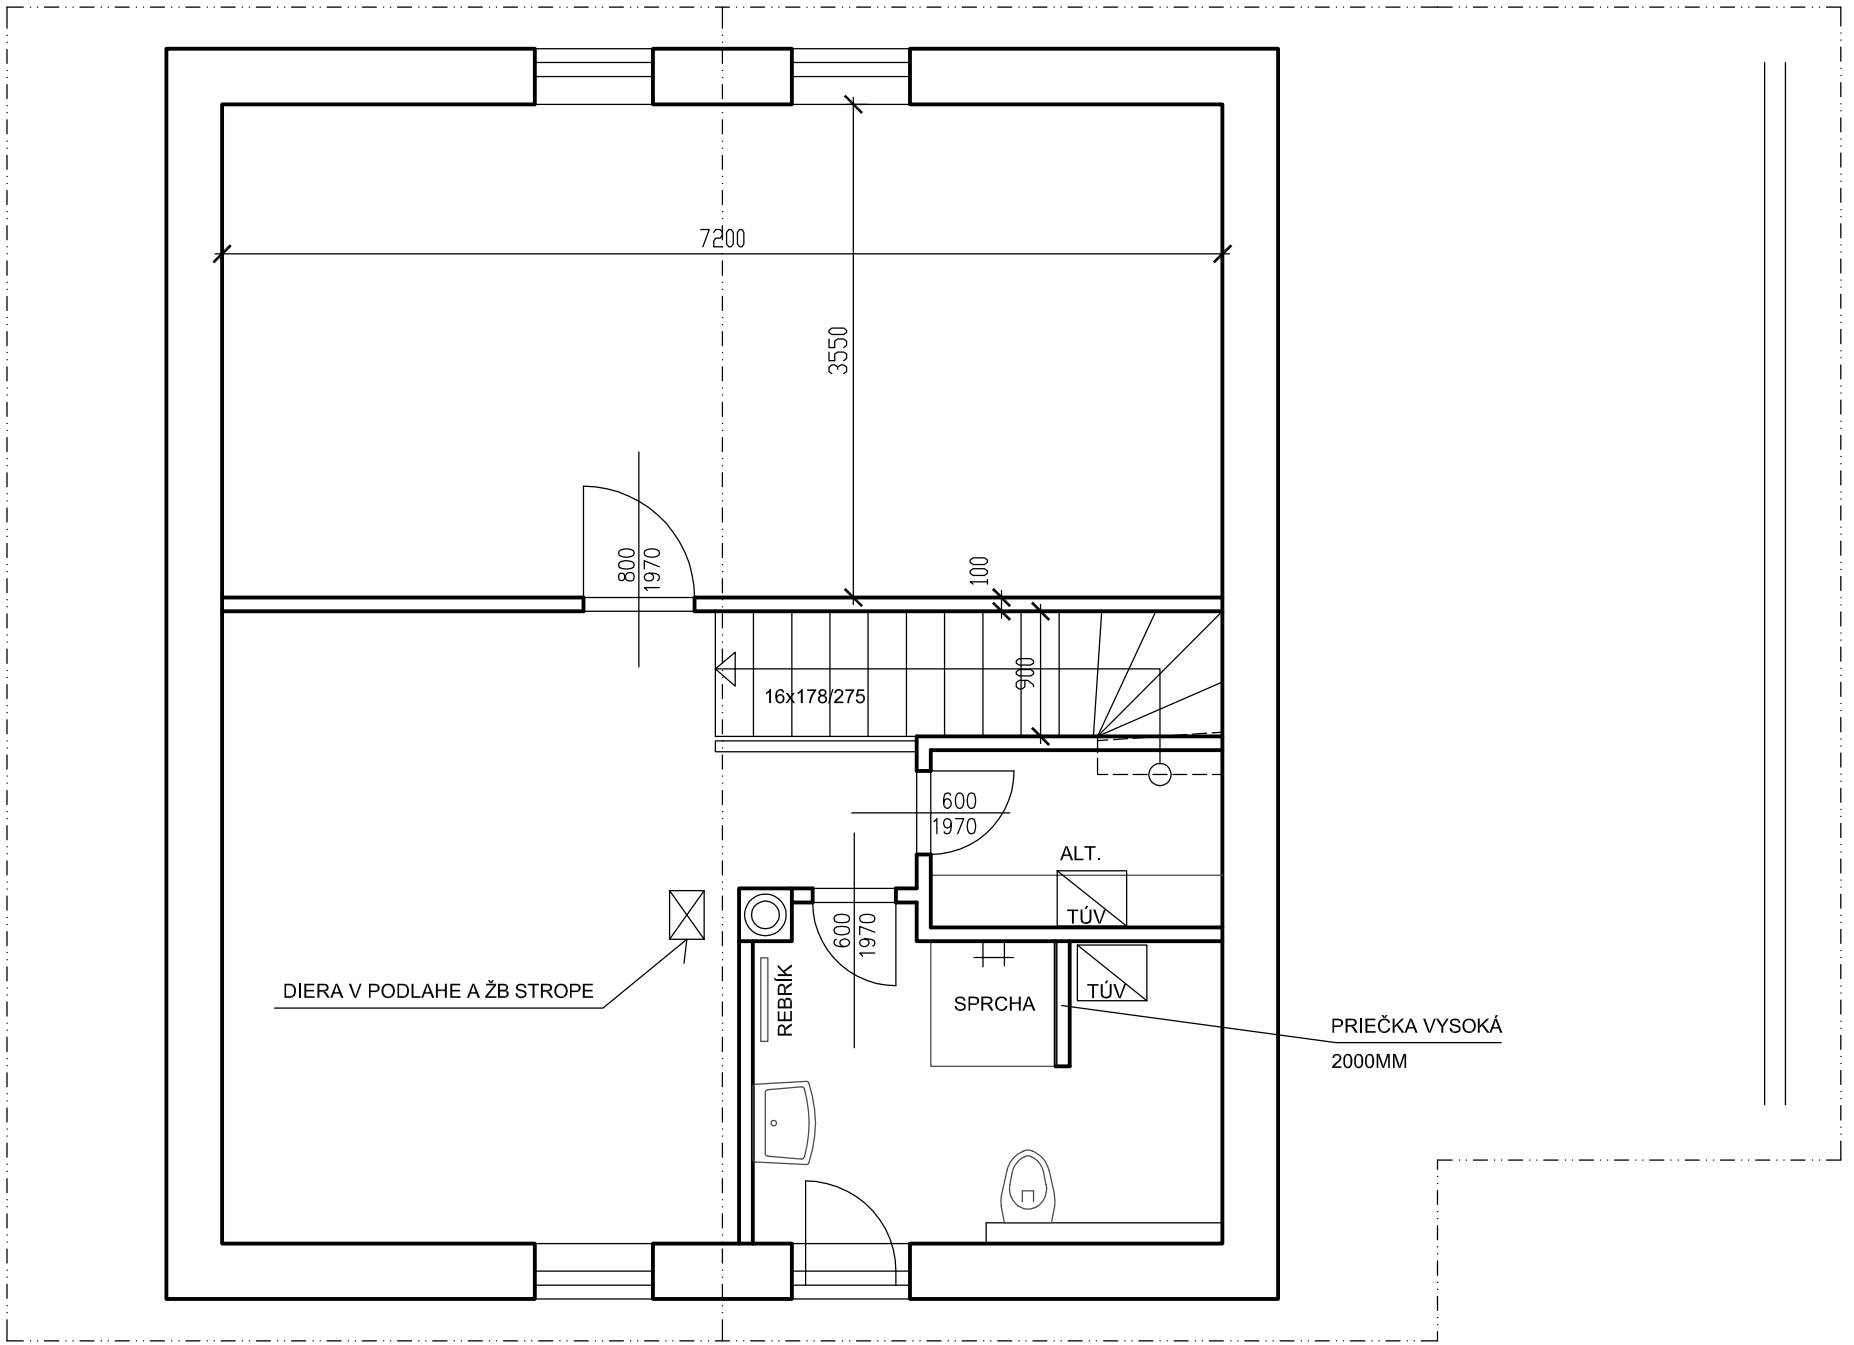 7200
3550
800
1970
100
900
16x178/275
600
1970
ALT.
TÚV
600
1970
REBRÍK
SPRCHA
TÚV
DIERA V PODLAHE A ŽB STROPE
PRIEČKA VYSOKÁ
2000MM